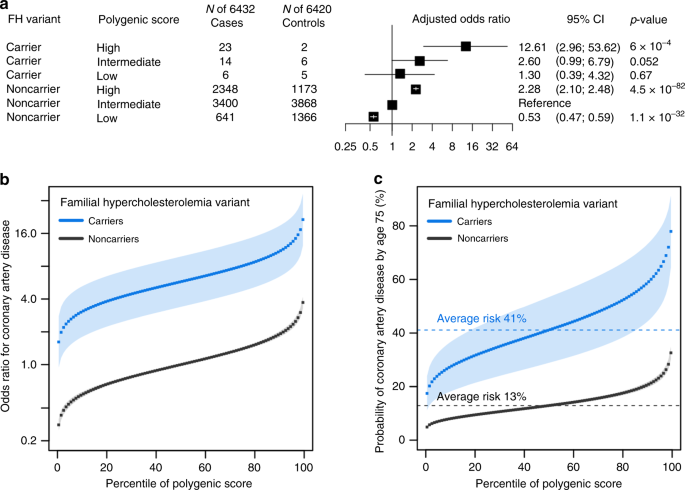 a
FH variant Polygenic score N of 6432 Cases N of 6420 Controls Adjusted odds ratio 95% CI p-value
Carrier High 23 2 12.61 (2.96; 53.62) 6 × 10⁻⁴
Carrier Intermediate 14 6 2.60 (0.99; 6.79) 0.052
Carrier Low 6 5 1.30 (0.39; 4.32) 0.67
Noncarrier High 2348 1173 2.28 (2.10; 2.48) 4.5 × 10⁻⁸²
Noncarrier Intermediate 3400 3868 Reference
Noncarrier Low 641 1366 0.53 (0.47; 0.59) 1.1 × 10⁻³²
0.25 0.5 1 2 4 8 16 32 64
b
Familial hypercholesterolemia variant
Carriers
Noncarriers
Odds ratio for coronary artery disease
16.0
4.0
1.0
0.2
0 20 40 60 80 100
Percentile of polygenic score
c
Familial hypercholesterolemia variant
Carriers
Noncarriers
Probability of coronary artery disease by age 75 (%)
80
60
40
20
0
Average risk 41%
Average risk 13%
0 20 40 60 80 100
Percentile of polygenic score